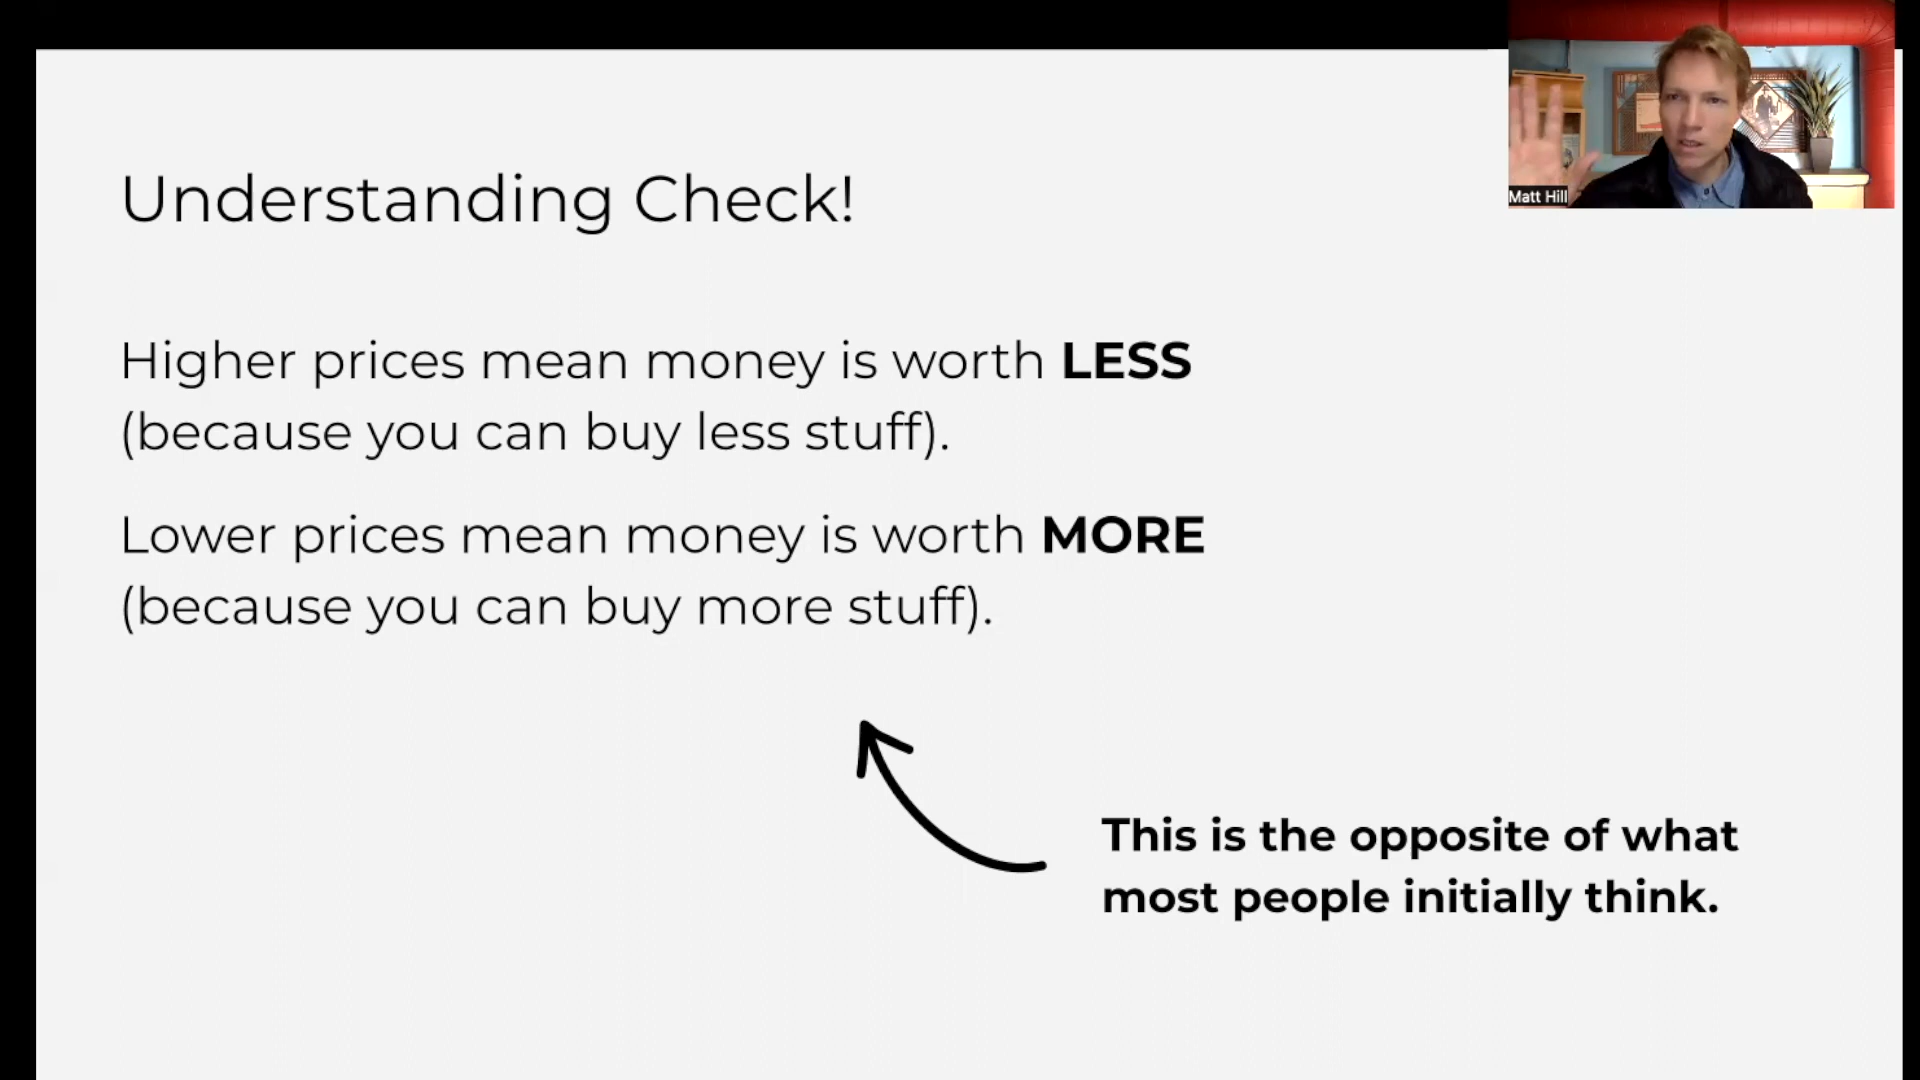 Matt Hill
Understanding Check!
Higher prices mean money is worth LESS
(because you can buy less stuff).
Lower prices mean money is worth MORE
(because you can buy more stuff).
This is the opposite of what
most people initially think.